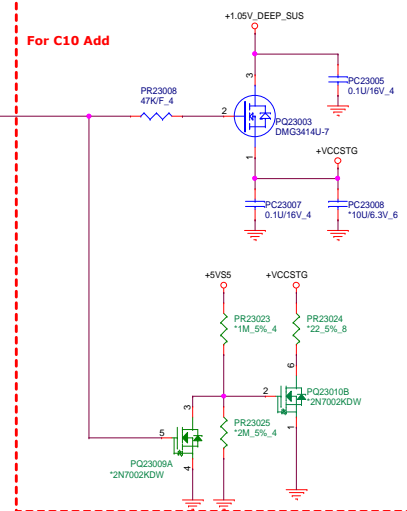 +1.05V_DEEP_SUS
For C10 Add
3
PC23005
0.1U/16V_4
PR23008
47K/F_4
2
PQ23003
DMG3414U-7
1
+VCCSTG
PC23007
0.1U/16V_4
PC23008
*10U/6.3V_6
+5VS5
+VCCSTG
PR23023
*1M_5%_4
PR23024
*22_5%_8
6
2
PQ23010B
*2N7002KDW
3
1
5
PR23025
*2M_5%_4
4
PQ23009A
*2N7002KDW